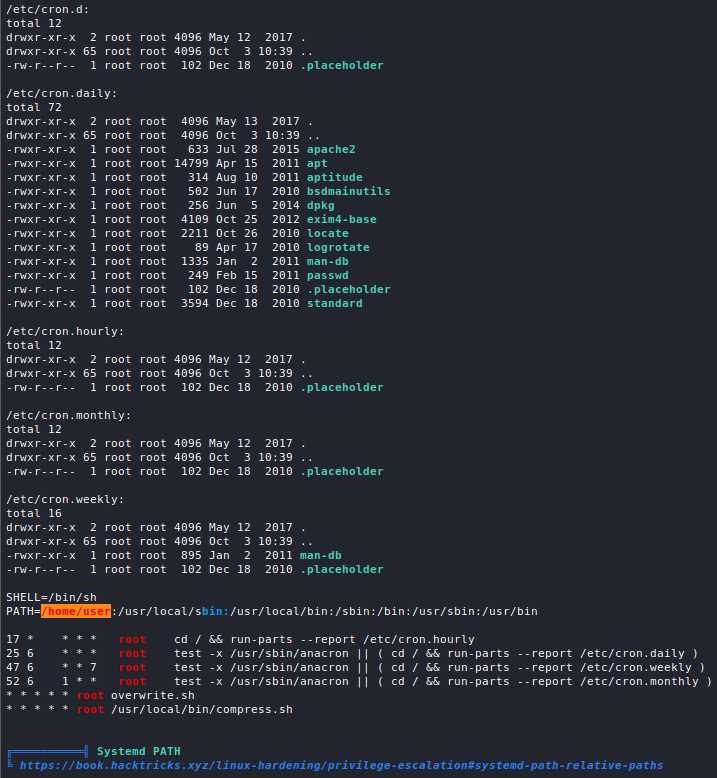 /etc/cron.d:
total 12
drwxr-xr-x  2 root root 4096 May 12  2017 .
drwxr-xr-x 65 root root 4096 Oct  3 10:39 ..
-rw-r--r--  1 root root  102 Dec 18  2010 .placeholder

/etc/cron.daily:
total 72
drwxr-xr-x  2 root root  4096 May 13  2017 .
drwxr-xr-x 65 root root  4096 Oct  3 10:39 ..
-rwxr-xr-x  1 root root   633 Jul 28  2015 apache2
-rwxr-xr-x  1 root root 14799 Apr 15  2011 apt
-rwxr-xr-x  1 root root   314 Aug 10  2011 aptitude
-rwxr-xr-x  1 root root   502 Jun 17  2010 bsdmainutils
-rwxr-xr-x  1 root root   256 Jun  5  2014 dpkg
-rwxr-xr-x  1 root root  4109 Oct 25  2012 exim4-base
-rwxr-xr-x  1 root root  2211 Oct 26  2010 locate
-rwxr-xr-x  1 root root    89 Apr 17  2010 logrotate
-rwxr-xr-x  1 root root  1335 Jan  2  2011 man-db
-rwxr-xr-x  1 root root   249 Feb 15  2011 passwd
-rw-r--r--  1 root root   102 Dec 18  2010 .placeholder
-rwxr-xr-x  1 root root  3594 Dec 18  2010 standard

/etc/cron.hourly:
total 12
drwxr-xr-x  2 root root 4096 May 12  2017 .
drwxr-xr-x 65 root root 4096 Oct  3 10:39 ..
-rw-r--r--  1 root root  102 Dec 18  2010 .placeholder

/etc/cron.monthly:
total 12
drwxr-xr-x  2 root root 4096 May 12  2017 .
drwxr-xr-x 65 root root 4096 Oct  3 10:39 ..
-rw-r--r--  1 root root  102 Dec 18  2010 .placeholder

/etc/cron.weekly:
total 16
drwxr-xr-x  2 root root 4096 May 12  2017 .
drwxr-xr-x 65 root root 4096 Oct  3 10:39 ..
-rwxr-xr-x  1 root root  895 Jan  2  2011 man-db
-rw-r--r--  1 root root  102 Dec 18  2010 .placeholder

SHELL=/bin/sh
PATH=/home/user:/usr/local/sbin:/usr/local/bin:/sbin:/bin:/usr/sbin:/usr/bin

17 *    * * *   root    cd / && run-parts --report /etc/cron.hourly
25 6    * * *   root    test -x /usr/sbin/anacron || ( cd / && run-parts --report /etc/cron.daily )
47 6    * * 7   root    test -x /usr/sbin/anacron || ( cd / && run-parts --report /etc/cron.weekly )
52 6    1 * *   root    test -x /usr/sbin/anacron || ( cd / && run-parts --report /etc/cron.monthly )
* * * * * root overwrite.sh
* * * * * root /usr/local/bin/compress.sh

Systemd PATH
https://book.hacktricks.xyz/linux-hardening/privilege-escalation#systemd-path-relative-paths